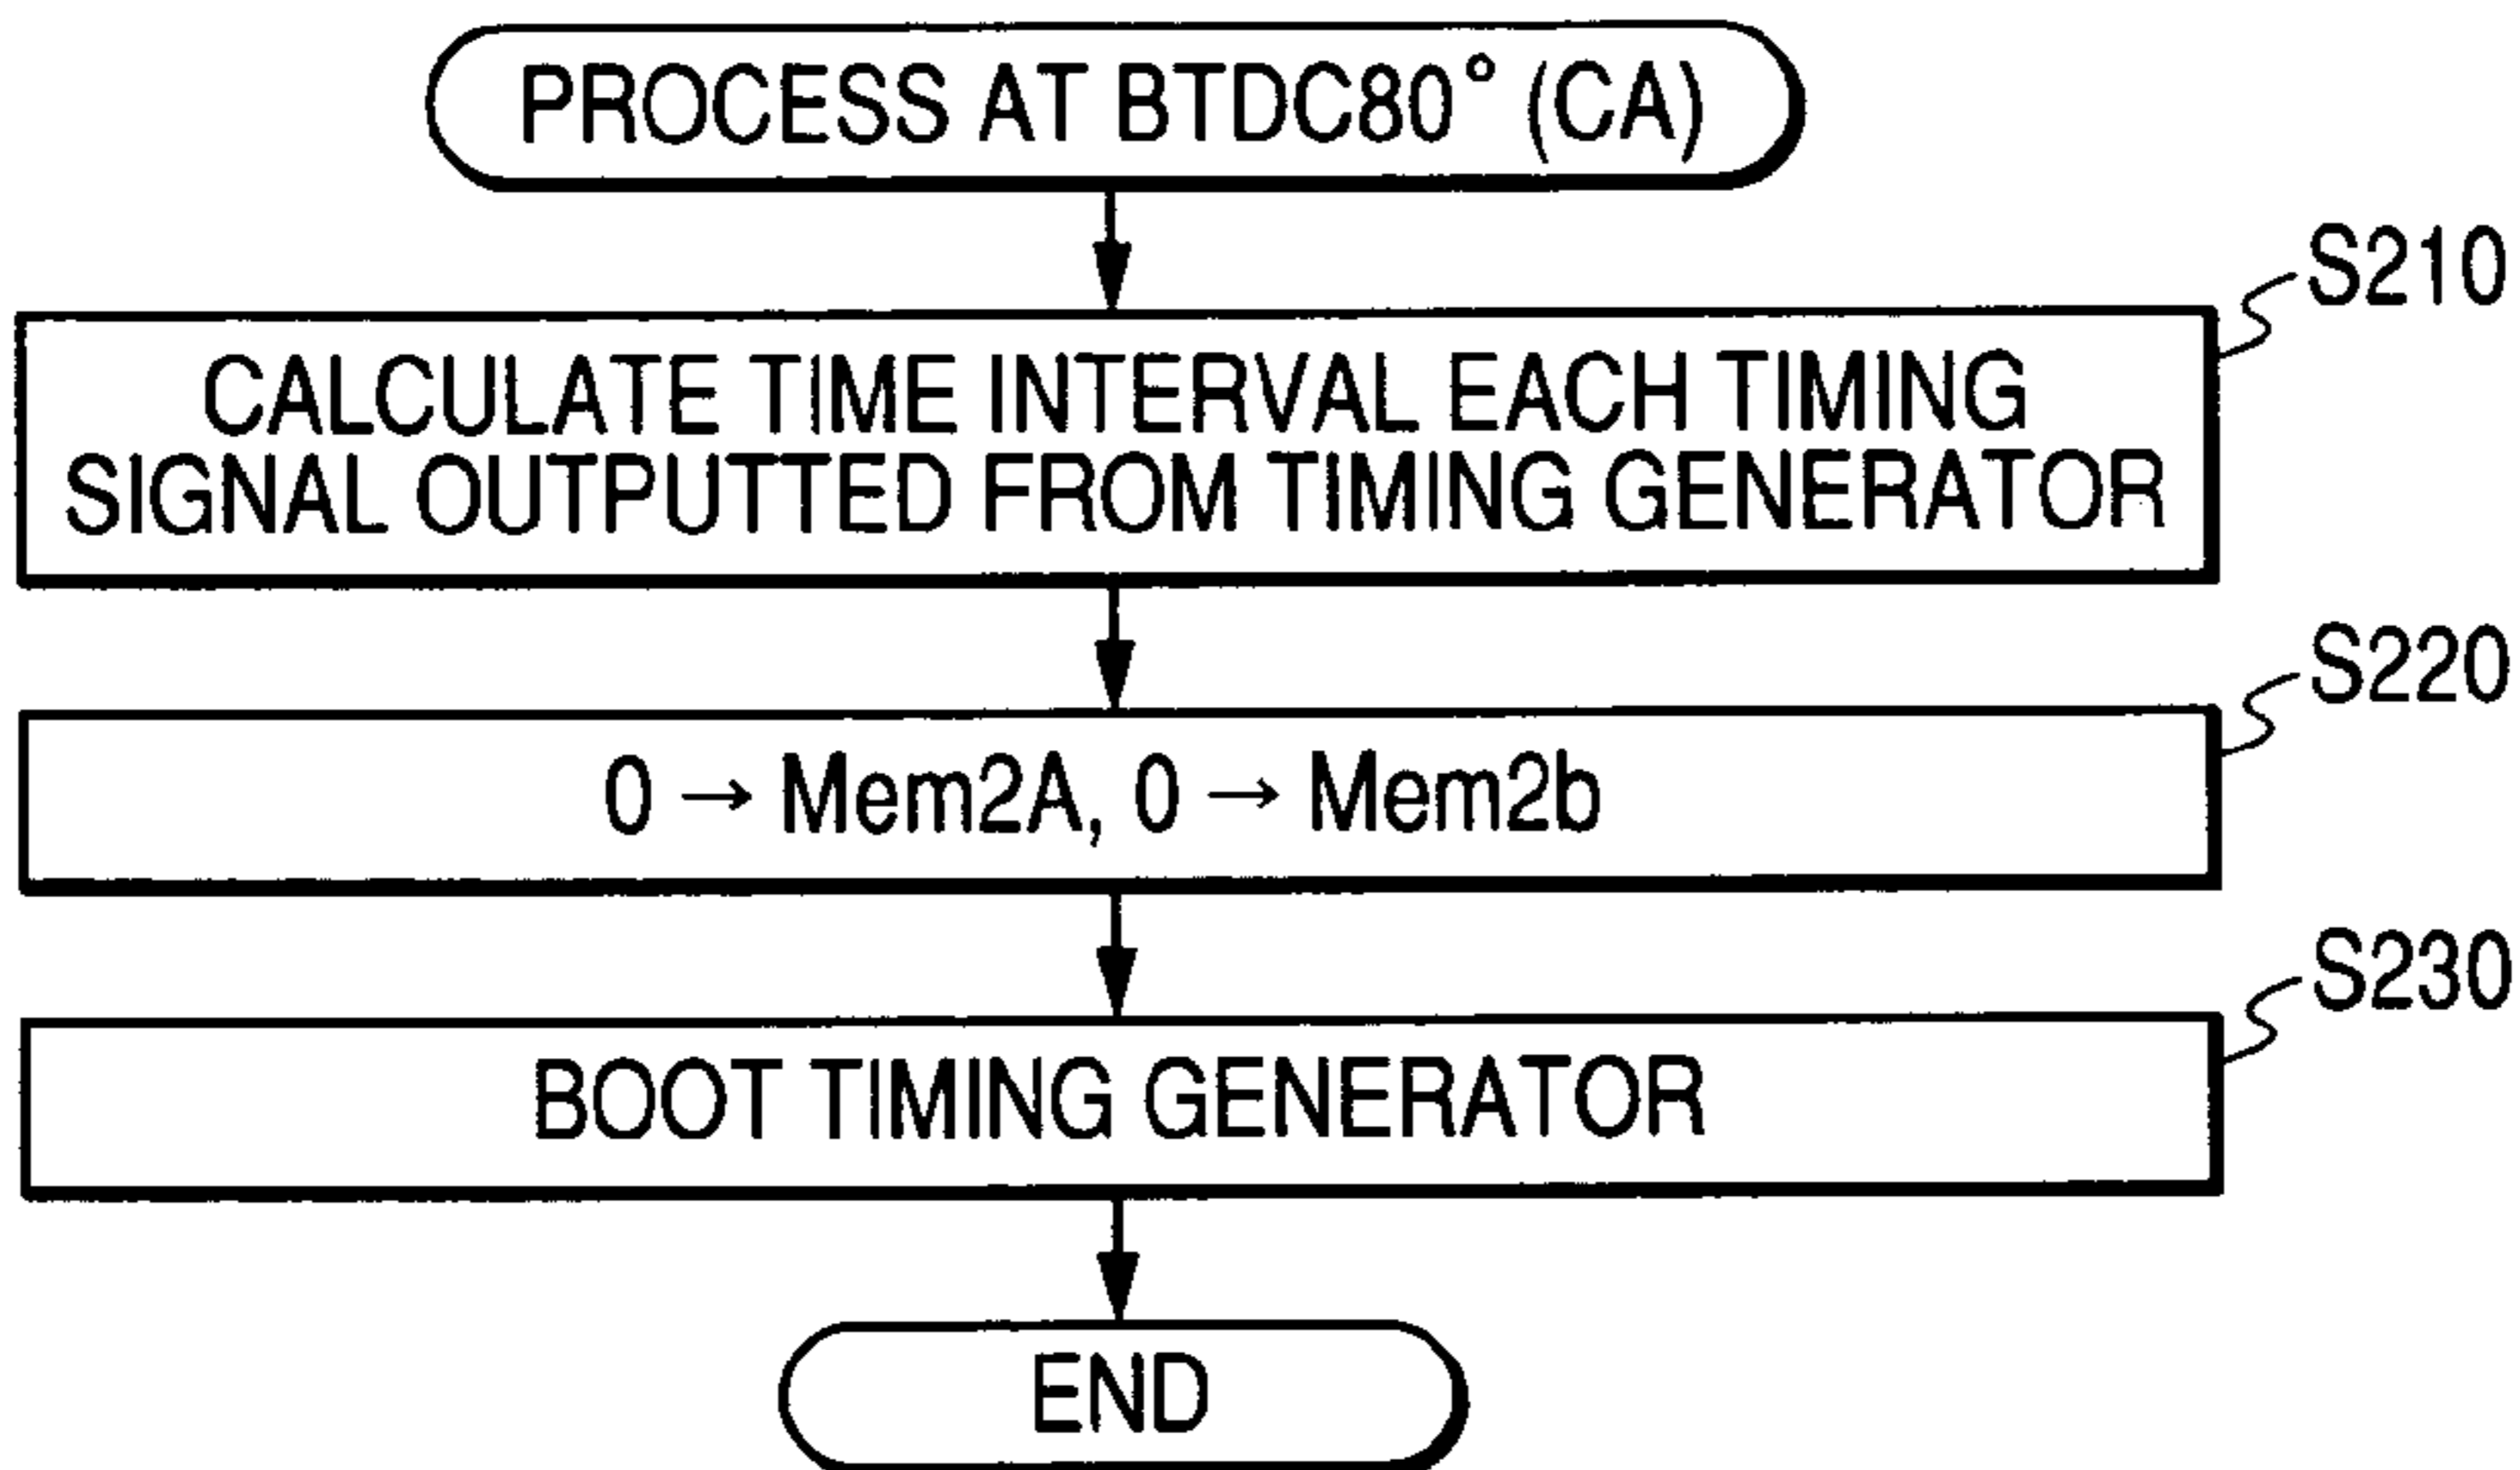 PROCESS AT BTDC80° (CA)
S210
CALCULATE TIME INTERVAL EACH TIMING
SIGNAL OUTPUTTED FROM TIMING GENERATOR
S220
0 → Mem2A, 0 → Mem2b
S230
BOOT TIMING GENERATOR
END